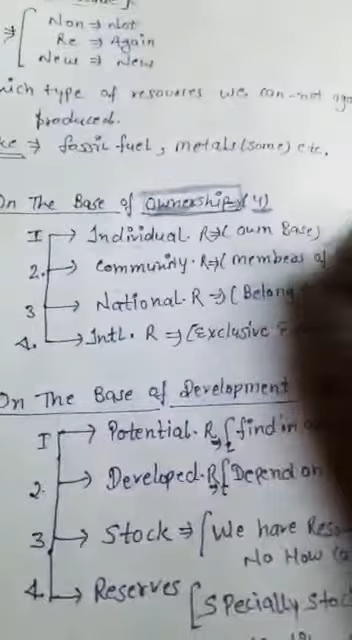 ⇒ [ Non ⇒ Not
Re ⇒ Again
New ⇒ New
type of resources we can-not
produced.
⇒ fossil fuel, metals (some) etc.
On The Base of Ownership (4)
I → Individual. R ⇒ ( own Base)
2. → Community. R ⇒ ( members of
3 → National. R ⇒ ( Belong
4. → Intl. R ⇒ [Exclusive
On The Base of Development
I → Potential. R [ find in
2. → Developed. R [ Depend on
3 → Stock ⇒ [ We have
No How
4. → Reserves [ Specially